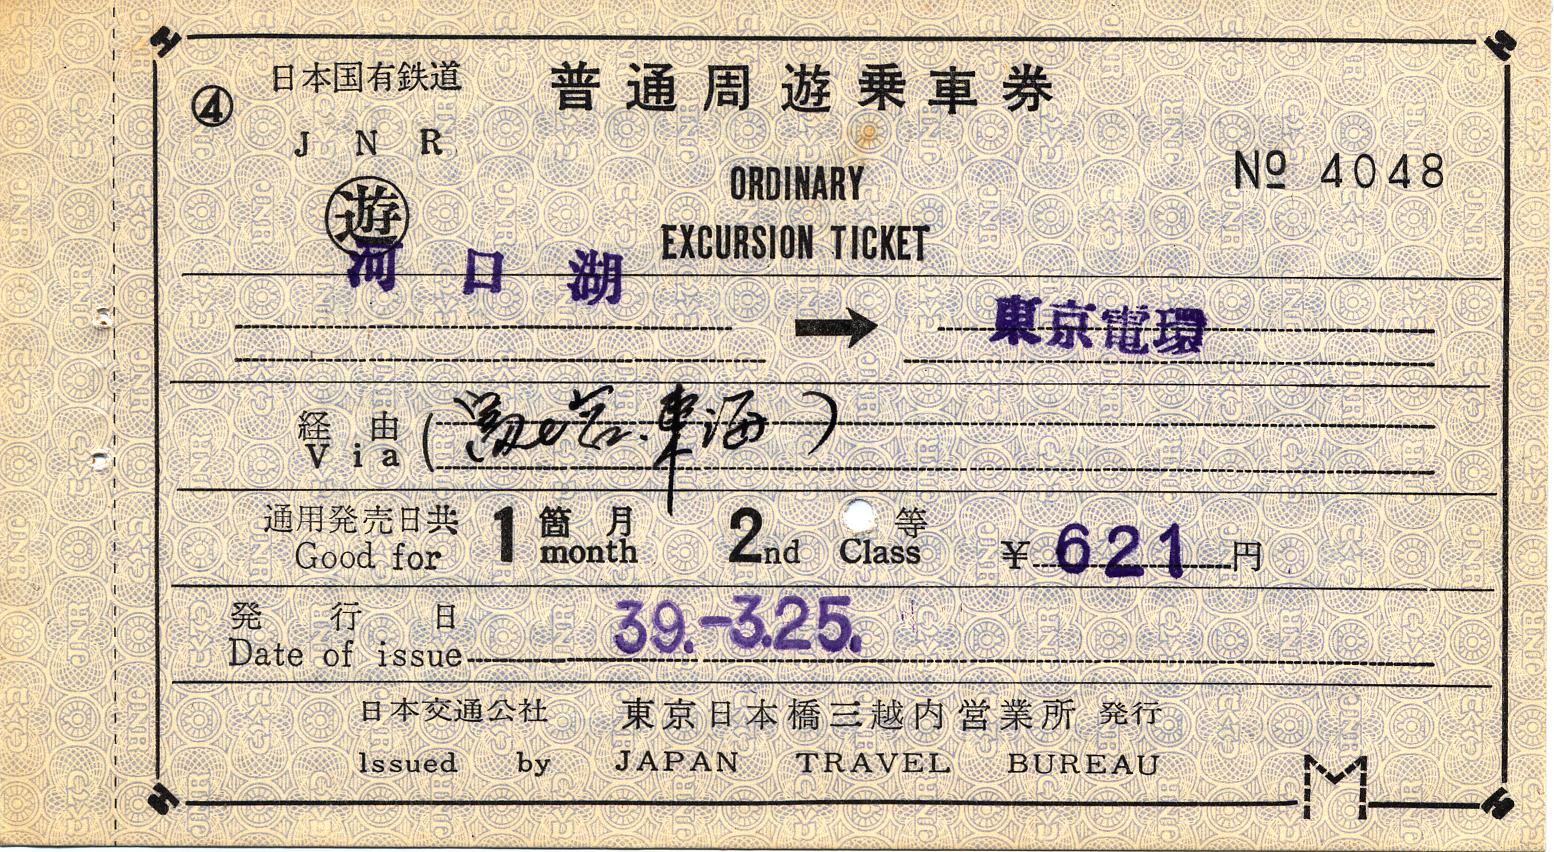 ④ 日本国有鉄道 普通周遊乗車券
J N R
№ 4048
ORDINARY
遊
EXCURSION TICKET
河口湖 → 東京電環
経由
Via ( 東海 )
通用発売日共 1 箇月 2 等 ¥ 621 円
Good for month nd Class
発行日 39.-3.25.
Date of issue
日本交通公社 東京日本橋三越内営業所 発行
Issued by JAPAN TRAVEL BUREAU
M